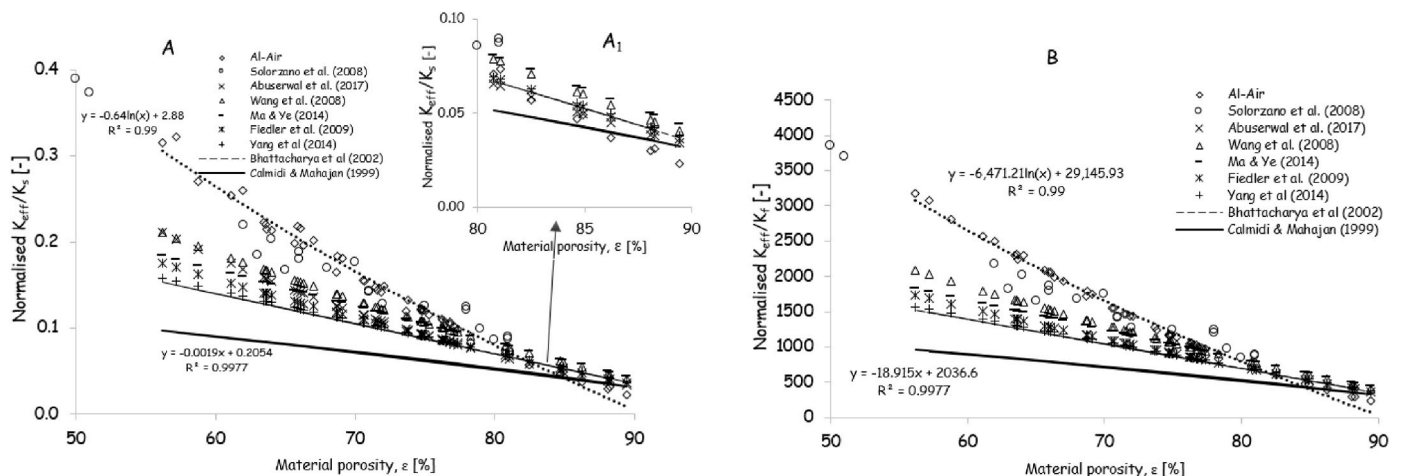 A
Al-Air
Solorzano et al. (2008)
Abuserwal et al. (2017)
Wang et al. (2008)
Ma & Ye (2014)
Fiedler et al. (2009)
Yang et al (2014)
Bhattacharya et al (2002)
Calmidi & Mahajan (1999)
y = -0.64ln(x) + 2.88
R² = 0.99
y = -0.0019x + 0.2054
R² = 0.9977
Normalised Keff/Ks [-]
0.4
0.3
0.2
0.1
0.0
50
60
70
80
90
Material porosity, ε [%]
A1
Normalised Keff/Ks [-]
0.10
0.05
0.00
80
85
90
Material porosity, ε [%]
B
Al-Air
Solorzano et al. (2008)
Abuserwal et al. (2017)
Wang et al. (2008)
Ma & Ye (2014)
Fiedler et al. (2009)
Yang et al (2014)
Bhattacharya et al (2002)
Calmidi & Mahajan (1999)
y = -6,471.21ln(x) + 29,145.93
R² = 0.99
y = -18.915x + 2036.6
R² = 0.9977
Normalised Keff/Kf [-]
4500
4000
3500
3000
2500
2000
1500
1000
500
0
50
60
70
80
90
Material porosity, ε [%]